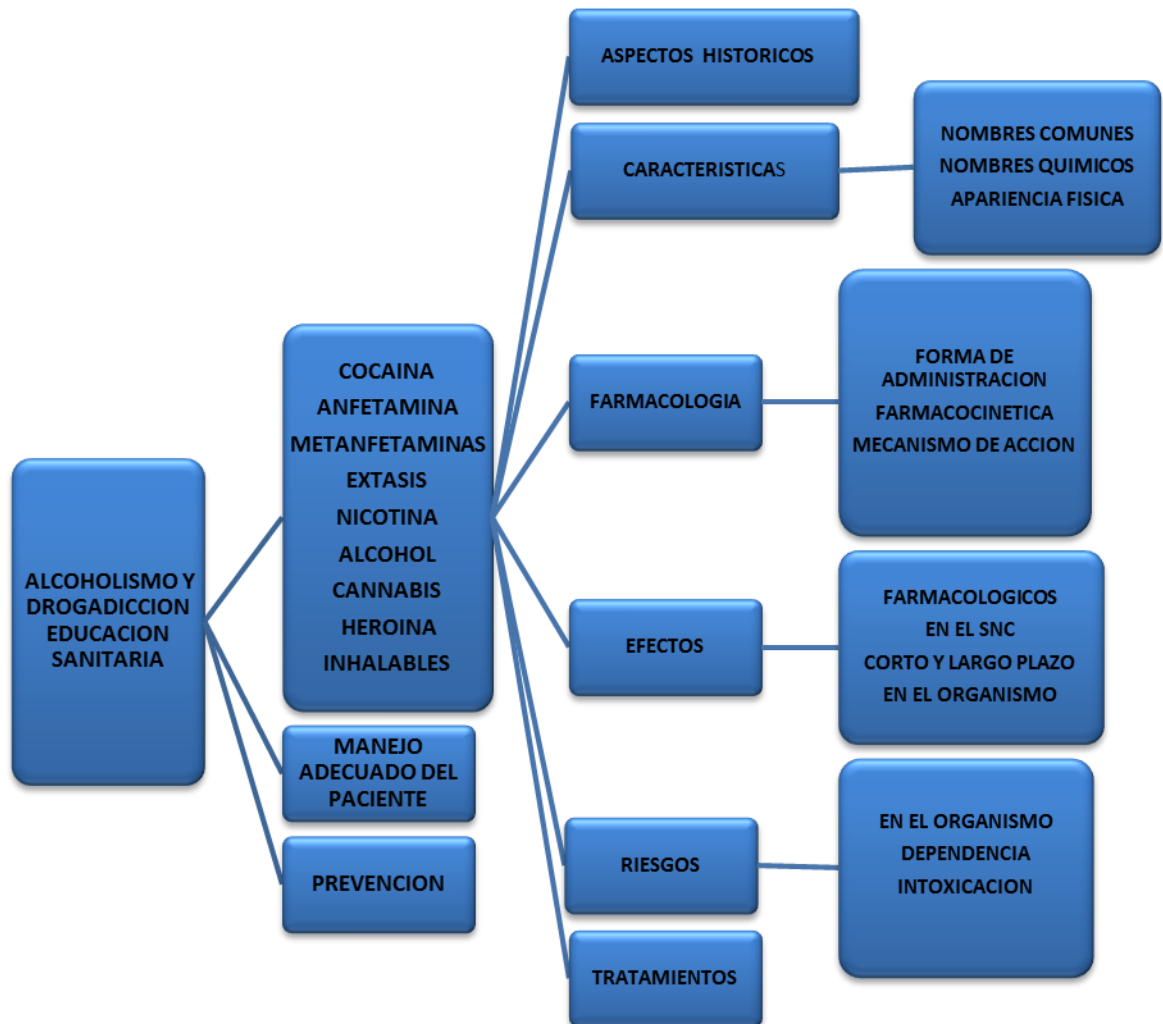 ALCOHOLISMO Y
DROGADICCION
EDUCACION
SANITARIA
COCAINA
ANFETAMINA
METANFETAMINAS
EXTASIS
NICOTINA
ALCOHOL
CANNABIS
HEROINA
INHALABLES
MANEJO
ADECUADO DEL
PACIENTE
PREVENCION
ASPECTOS HISTORICOS
CARACTERISTICAS
NOMBRES COMUNES
NOMBRES QUIMICOS
APARIENCIA FISICA
FARMACOLOGIA
FORMA DE
ADMINISTRACION
FARMACOCINETICA
MECANISMO DE ACCION
EFECTOS
FARMACOLOGICOS
EN EL SNC
CORTO Y LARGO PLAZO
EN EL ORGANISMO
RIESGOS
EN EL ORGANISMO
DEPENDENCIA
INTOXICACION
TRATAMIENTOS